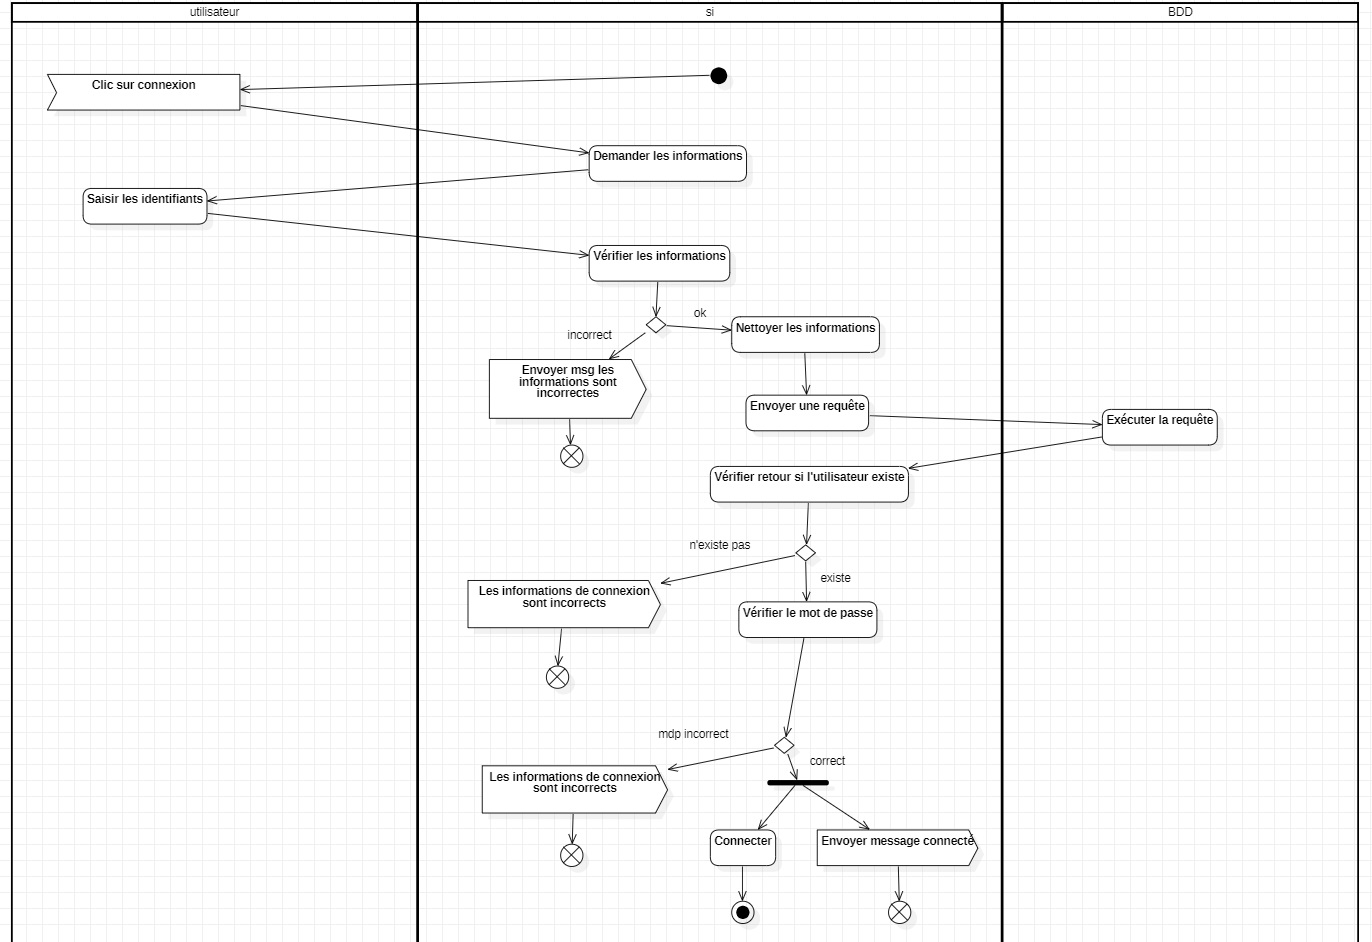 utilisateur
si
BDD
Clic sur connexion
Demander les informations
Saisir les identifiants
Vérifier les informations
ok
incorrect
Nettoyer les informations
Envoyer msg les
informations sont
incorrectes
Envoyer une requête
Exécuter la requête
Vérifier retour si l'utilisateur existe
n'existe pas
existe
Les informations de connexion
sont incorrects
Vérifier le mot de passe
mdp incorrect
correct
Les informations de connexion
sont incorrects
Connecter
Envoyer message connecté